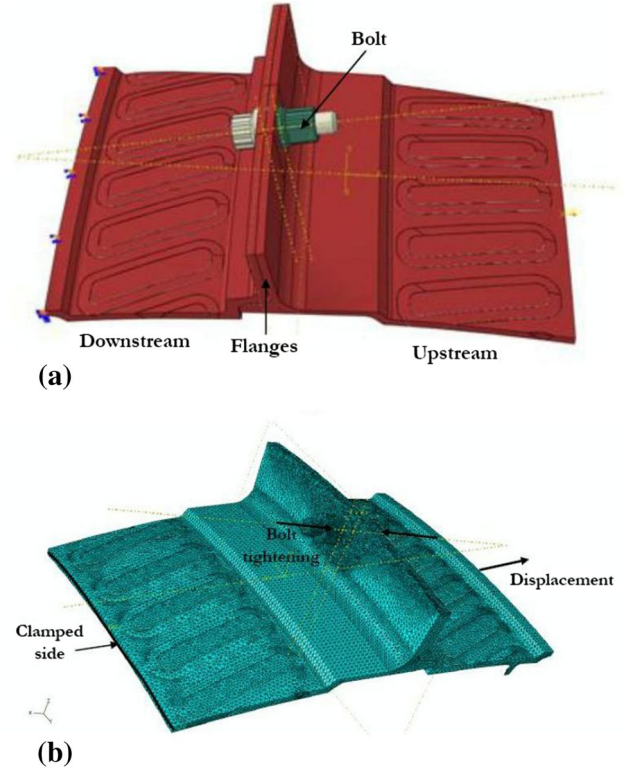 Bolt
Downstream
Flanges
Upstream
(a)
Bolt
tightening
Displacement
Clamped
side
(b)